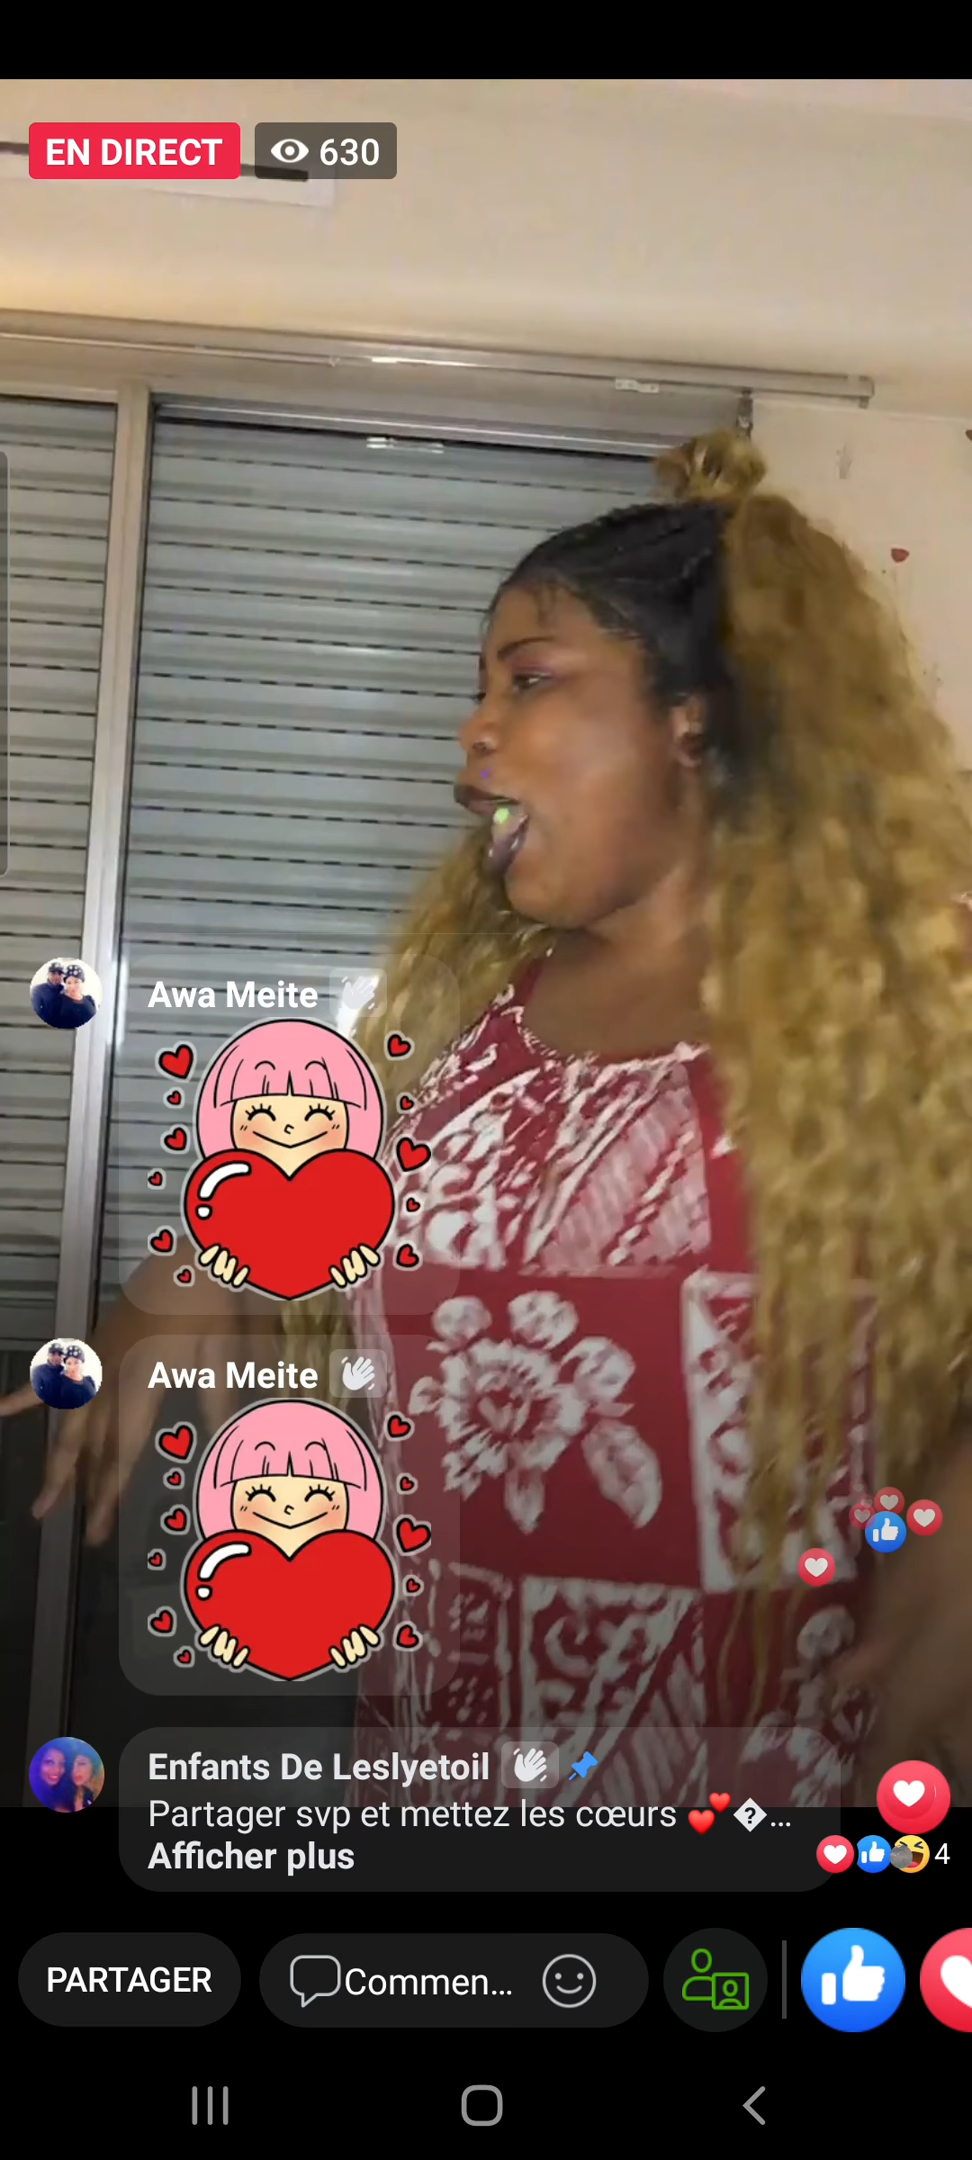 EN DIRECT 630
Awa Meite
Awa Meite
Enfants De Leslyetoil
Partager svp et mettez les cœurs 💕�...
Afficher plus
4
PARTAGER
Commen...